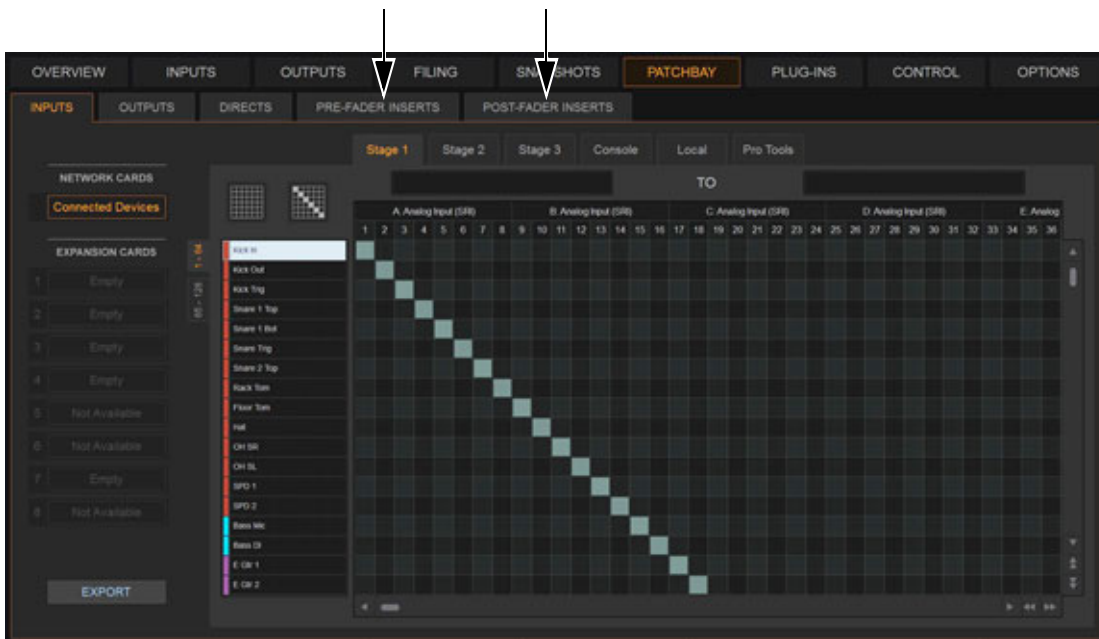 OVERVIEW INPUTS OUTPUTS FILING SNAPSHOTS PATCHBAY PLUG-INS CONTROL OPTIONS
INPUTS OUTPUTS DIRECTS PRE-FADER INSERTS POST-FADER INSERTS
Stage 1 Stage 2 Stage 3 Console Local Pro Tools
NETWORK CARDS
TO
Connected Devices
A: Analog Input (SRI) B: Analog Input (SRI) C: Analog Input (SRI) D: Analog Input (SRI) E: Analog
1 2 3 4 5 6 7 8 9 10 11 12 13 14 15 16 17 18 19 20 21 22 23 24 25 26 27 28 29 30 31 32 33 34 35 36
EXPANSION CARDS
1 - 64
65 - 128
1 Empty
2 Empty
3 Empty
4 Empty
5 Not Available
6 Not Available
7 Empty
8 Not Available
Kick In
Kick Out
Kick Trig
Snare 1 Top
Snare 1 Bot
Snare Trig
Snare 2 Top
Rack Tom
Floor Tom
Hat
OH SR
OH SL
SPD 1
SPD 2
Bass Mic
Bass DI
E Gtr 1
E Gtr 2
EXPORT